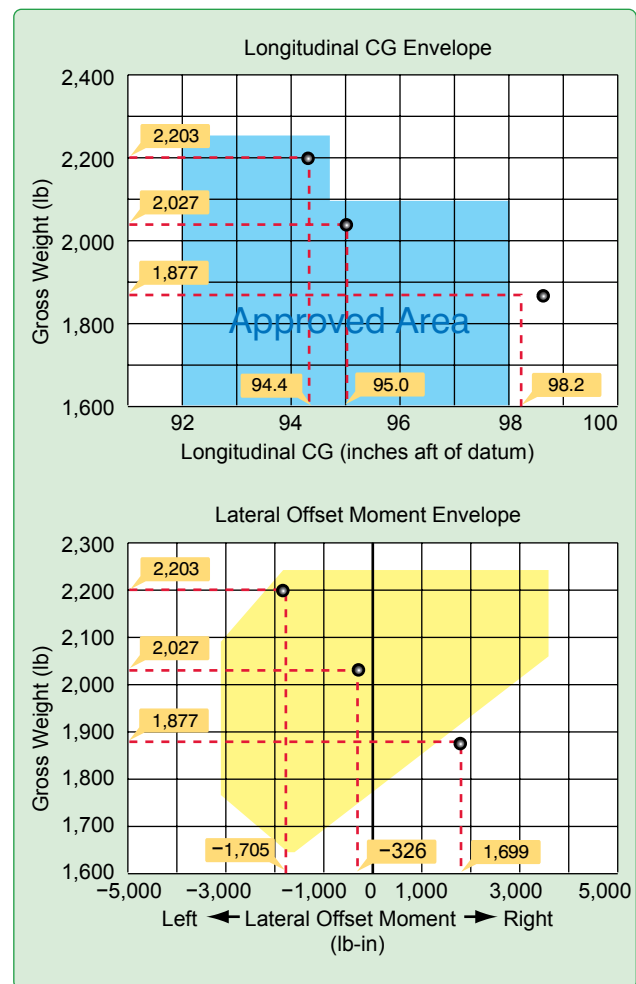 Longitudinal CG Envelope
2,400
2,203
2,200
2,027
2,000
1,877
1,800
Approved Area
94.4 95.0 98.2
1,600
92 94 96 98 100
Gross Weight (lb)
Longitudinal CG (inches aft of datum)
Lateral Offset Moment Envelope
2,300
2,203
2,200
2,100
2,027
2,000
1,877
1,900
1,800
1,700
−1,705 −326 1,699
1,600
−5,000 −3,000 −1,000 0 1,000 3,000 5,000
Gross Weight (lb)
Left Lateral Offset Moment Right
(lb-in)